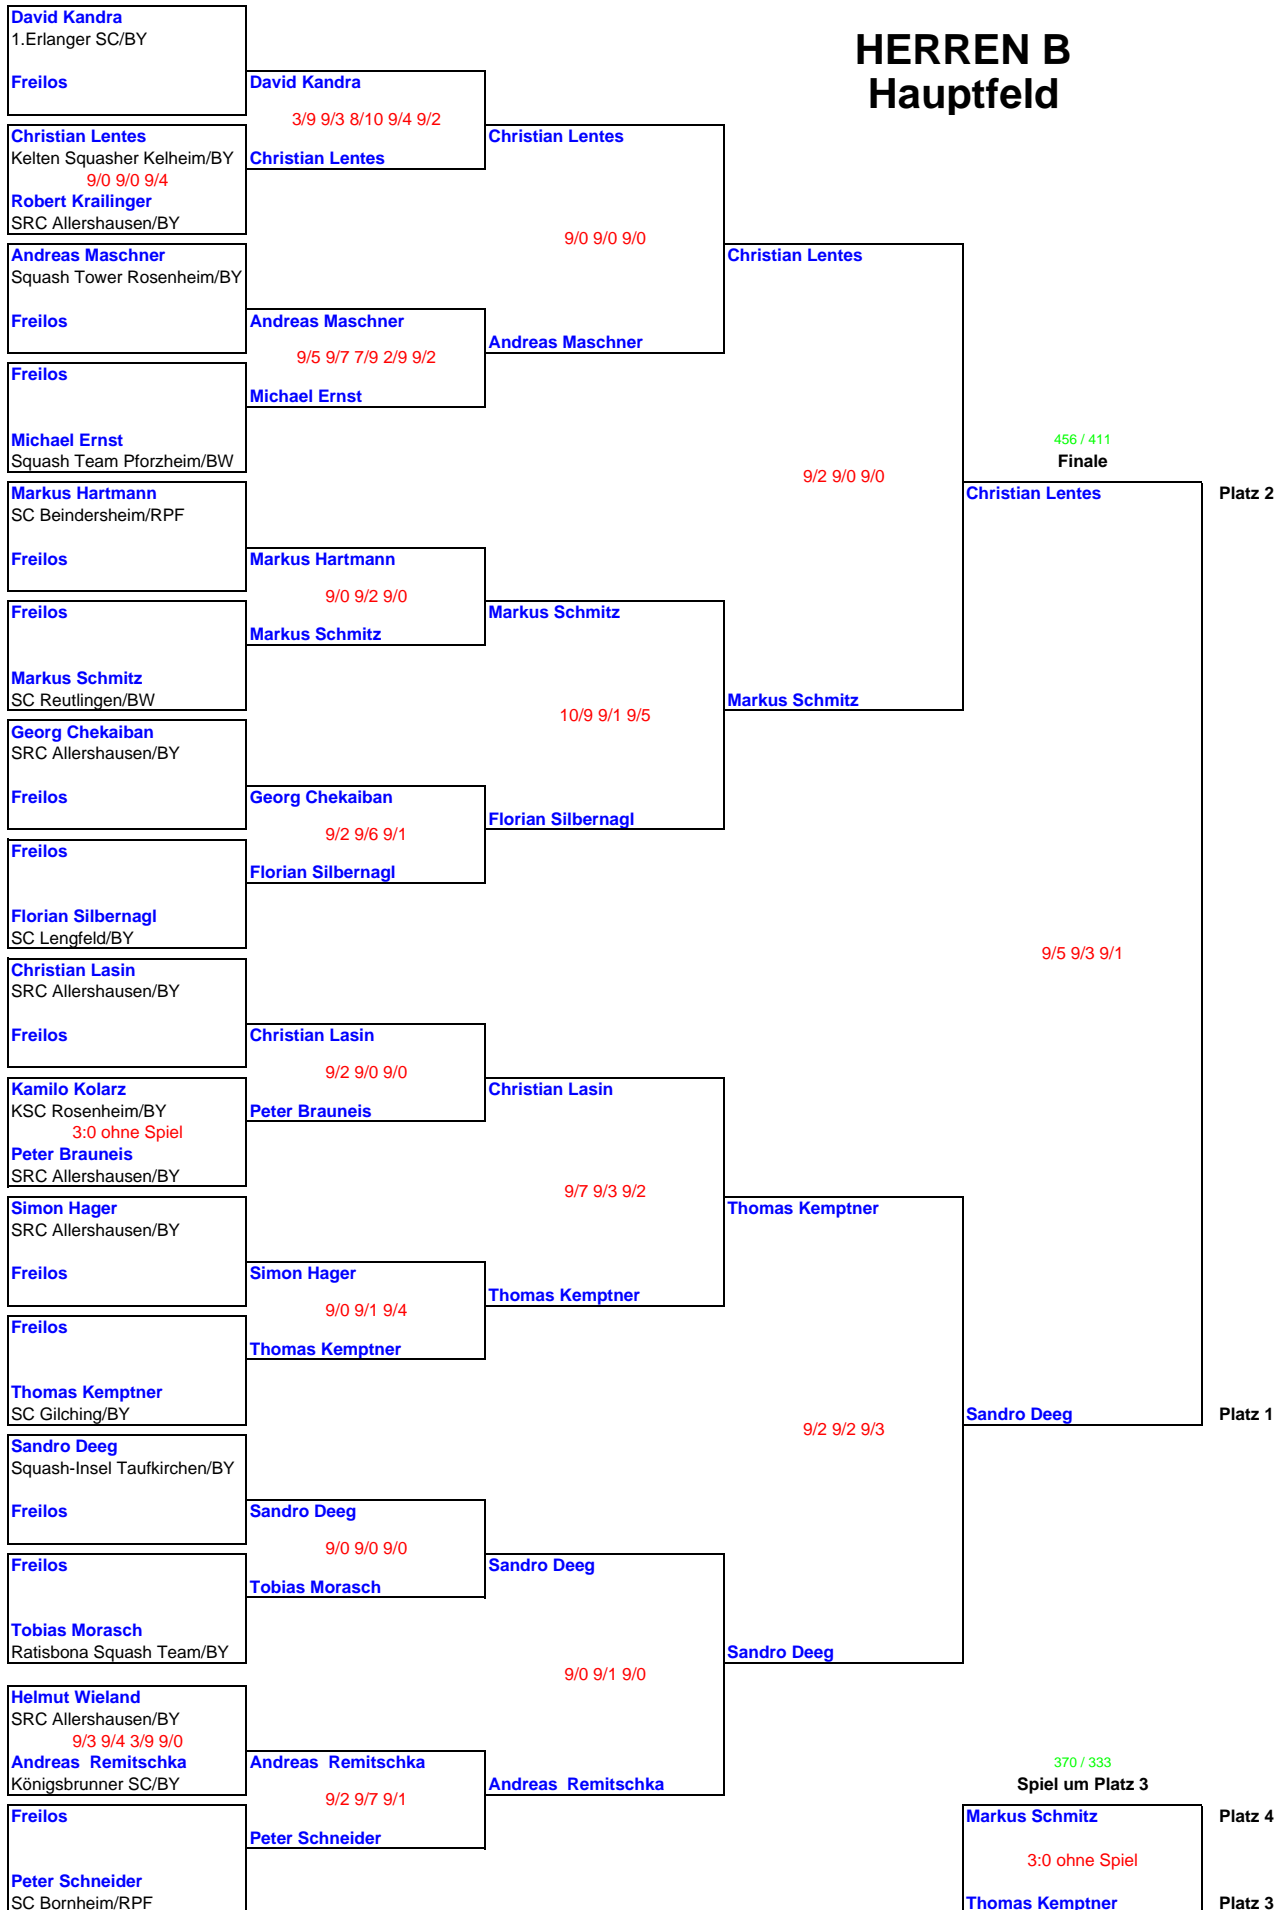 HERREN B
Hauptfeld
David Kandra
1.Erlanger SC/BY
Freilos
Christian Lentes
Kelten Squasher Kelheim/BY
9/0 9/0 9/4
Robert Krailinger
SRC Allershausen/BY
Andreas Maschner
Squash Tower Rosenheim/BY
Freilos
Freilos
Michael Ernst
Squash Team Pforzheim/BW
Markus Hartmann
SC Beindersheim/RPF
Freilos
Freilos
Markus Schmitz
SC Reutlingen/BW
Georg Chekaiban
SRC Allershausen/BY
Freilos
Freilos
Florian Silbernagl
SC Lengfeld/BY
Christian Lasin
SRC Allershausen/BY
Freilos
Kamilo Kolarz
KSC Rosenheim/BY
3:0 ohne Spiel
Peter Brauneis
SRC Allershausen/BY
Simon Hager
SRC Allershausen/BY
Freilos
Freilos
Thomas Kemptner
SC Gilching/BY
Sandro Deeg
Squash-Insel Taufkirchen/BY
Freilos
Freilos
Tobias Morasch
Ratisbona Squash Team/BY
Helmut Wieland
SRC Allershausen/BY
9/3 9/4 3/9 9/0
Andreas  Remitschka
Königsbrunner SC/BY
Freilos
Peter Schneider
SC Bornheim/RPF
David Kandra
3/9 9/3 8/10 9/4 9/2
Christian Lentes
Andreas Maschner
9/5 9/7 7/9 2/9 9/2
Michael Ernst
Markus Hartmann
9/0 9/2 9/0
Markus Schmitz
Georg Chekaiban
9/2 9/6 9/1
Florian Silbernagl
Christian Lasin
9/2 9/0 9/0
Peter Brauneis
Simon Hager
9/0 9/1 9/4
Thomas Kemptner
Sandro Deeg
9/0 9/0 9/0
Tobias Morasch
Andreas  Remitschka
9/2 9/7 9/1
Peter Schneider
Christian Lentes
9/0 9/0 9/0
Andreas Maschner
Markus Schmitz
10/9 9/1 9/5
Florian Silbernagl
Christian Lasin
9/7 9/3 9/2
Thomas Kemptner
Sandro Deeg
9/0 9/1 9/0
Andreas  Remitschka
Christian Lentes
9/2 9/0 9/0
Markus Schmitz
Thomas Kemptner
9/2 9/2 9/3
Sandro Deeg
456 / 411
Finale
Christian Lentes
Platz 2
9/5 9/3 9/1
Sandro Deeg
Platz 1
370 / 333
Spiel um Platz 3
Markus Schmitz
Platz 4
3:0 ohne Spiel
Thomas Kemptner
Platz 3